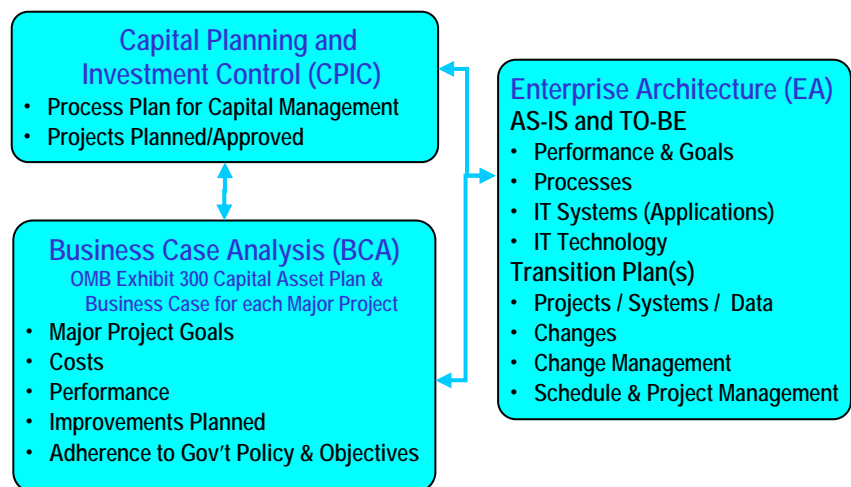 Capital Planning and
Investment Control (CPIC)
• Process Plan for Capital Management
• Projects Planned/Approved
Business Case Analysis (BCA)
OMB Exhibit 300 Capital Asset Plan &
Business Case for each Major Project
• Major Project Goals
• Costs
• Performance
• Improvements Planned
• Adherence to Gov't Policy & Objectives
Enterprise Architecture (EA)
AS-IS and TO-BE
• Performance & Goals
• Processes
• IT Systems (Applications)
• IT Technology
Transition Plan(s)
• Projects / Systems / Data
• Changes
• Change Management
• Schedule & Project Management